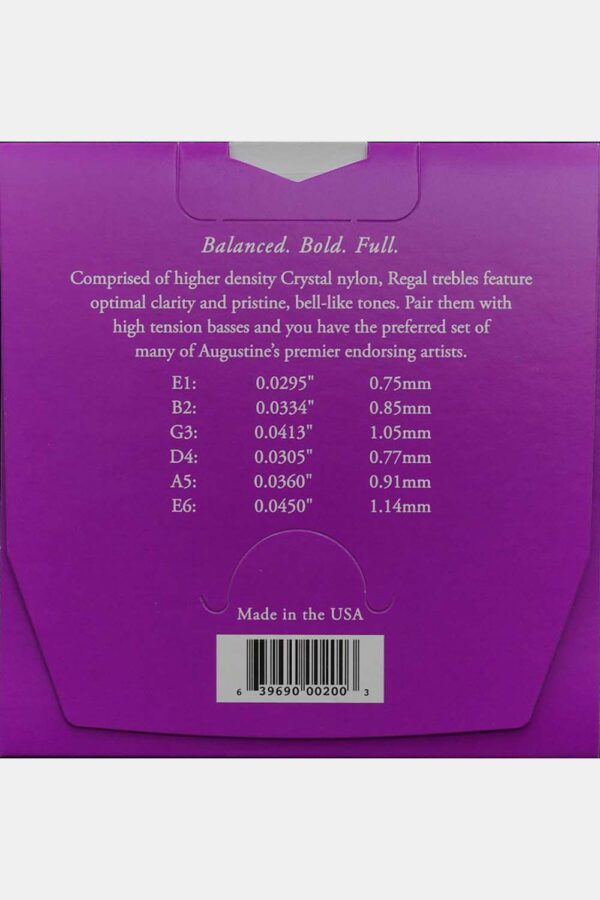 Balanced. Bold. Full.
Comprised of higher density Crystal nylon, Regal trebles feature
optimal clarity and pristine, bell-like tones. Pair them with
high tension basses and you have the preferred set of
many of Augustine's premier endorsing artists.
E1: 0.0295" 0.75mm
B2: 0.0334" 0.85mm
G3: 0.0413" 1.05mm
D4: 0.0305" 0.77mm
A5: 0.0360" 0.91mm
E6: 0.0450" 1.14mm
Made in the USA
6 39690 00200 3